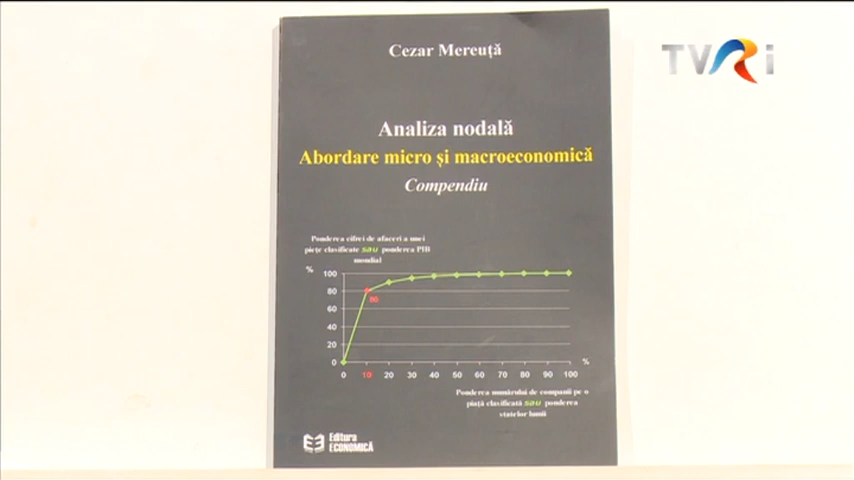 Cezar Mereuță
TVRi
Analiza nodală
Abordare micro și macroeconomică
Compendiu
Ponderea cifrei de afaceri a unei
piețe clasificate sau ponderea PIB
mondial
%
100
80
80
60
40
20
0
0 10 20 30 40 50 60 70 80 90 100
%
Ponderea numărului de companii pe o
piață clasificată sau ponderea
statelor lumii
Editura
ECONOMICĂ